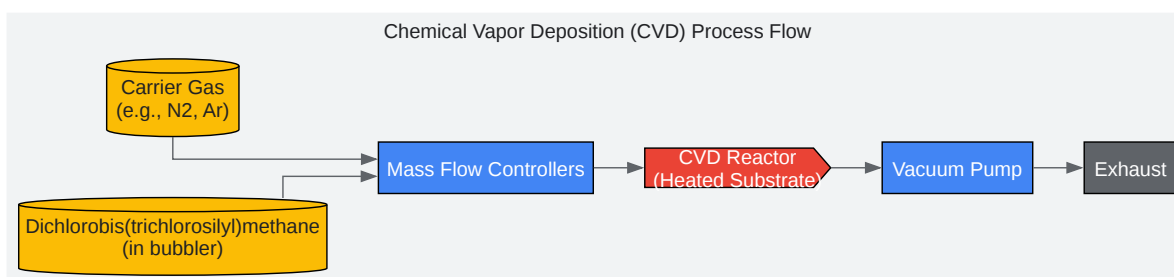 Chemical Vapor Deposition (CVD) Process Flow
Carrier Gas
(e.g., N2, Ar)
Dichlorobis(trichlorosilyl)methane
(in bubbler)
Mass Flow Controllers
CVD Reactor
(Heated Substrate)
Vacuum Pump
Exhaust